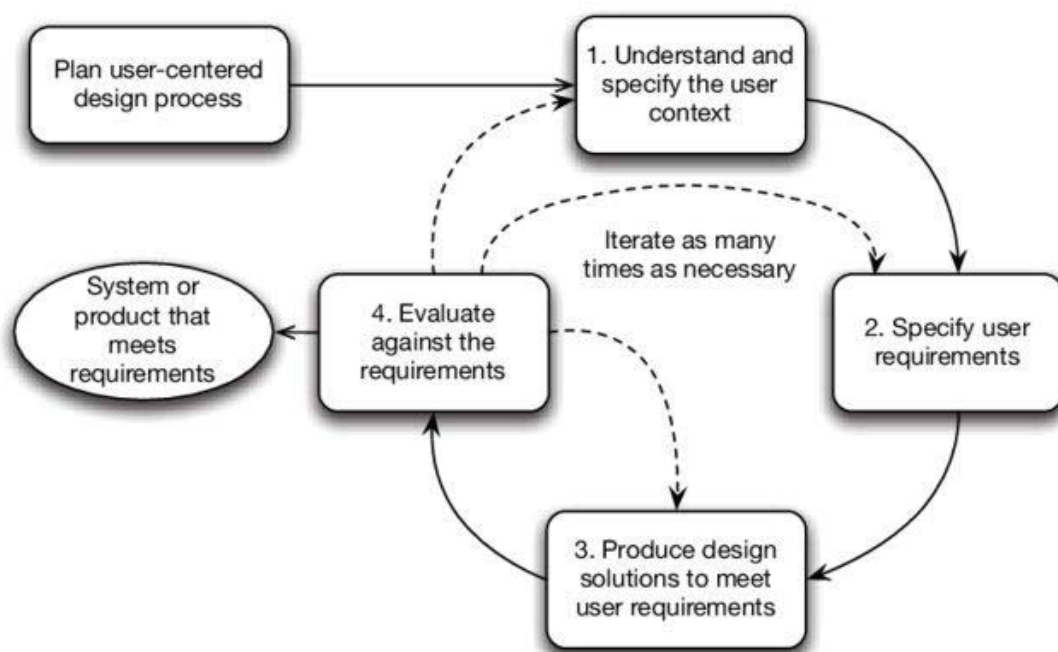 Plan user-centered
design process
1. Understand and
specify the user
context
Iterate as many
times as necessary
System or
product that
meets
requirements
4. Evaluate
against the
requirements
2. Specify user
requirements
3. Produce design
solutions to meet
user requirements